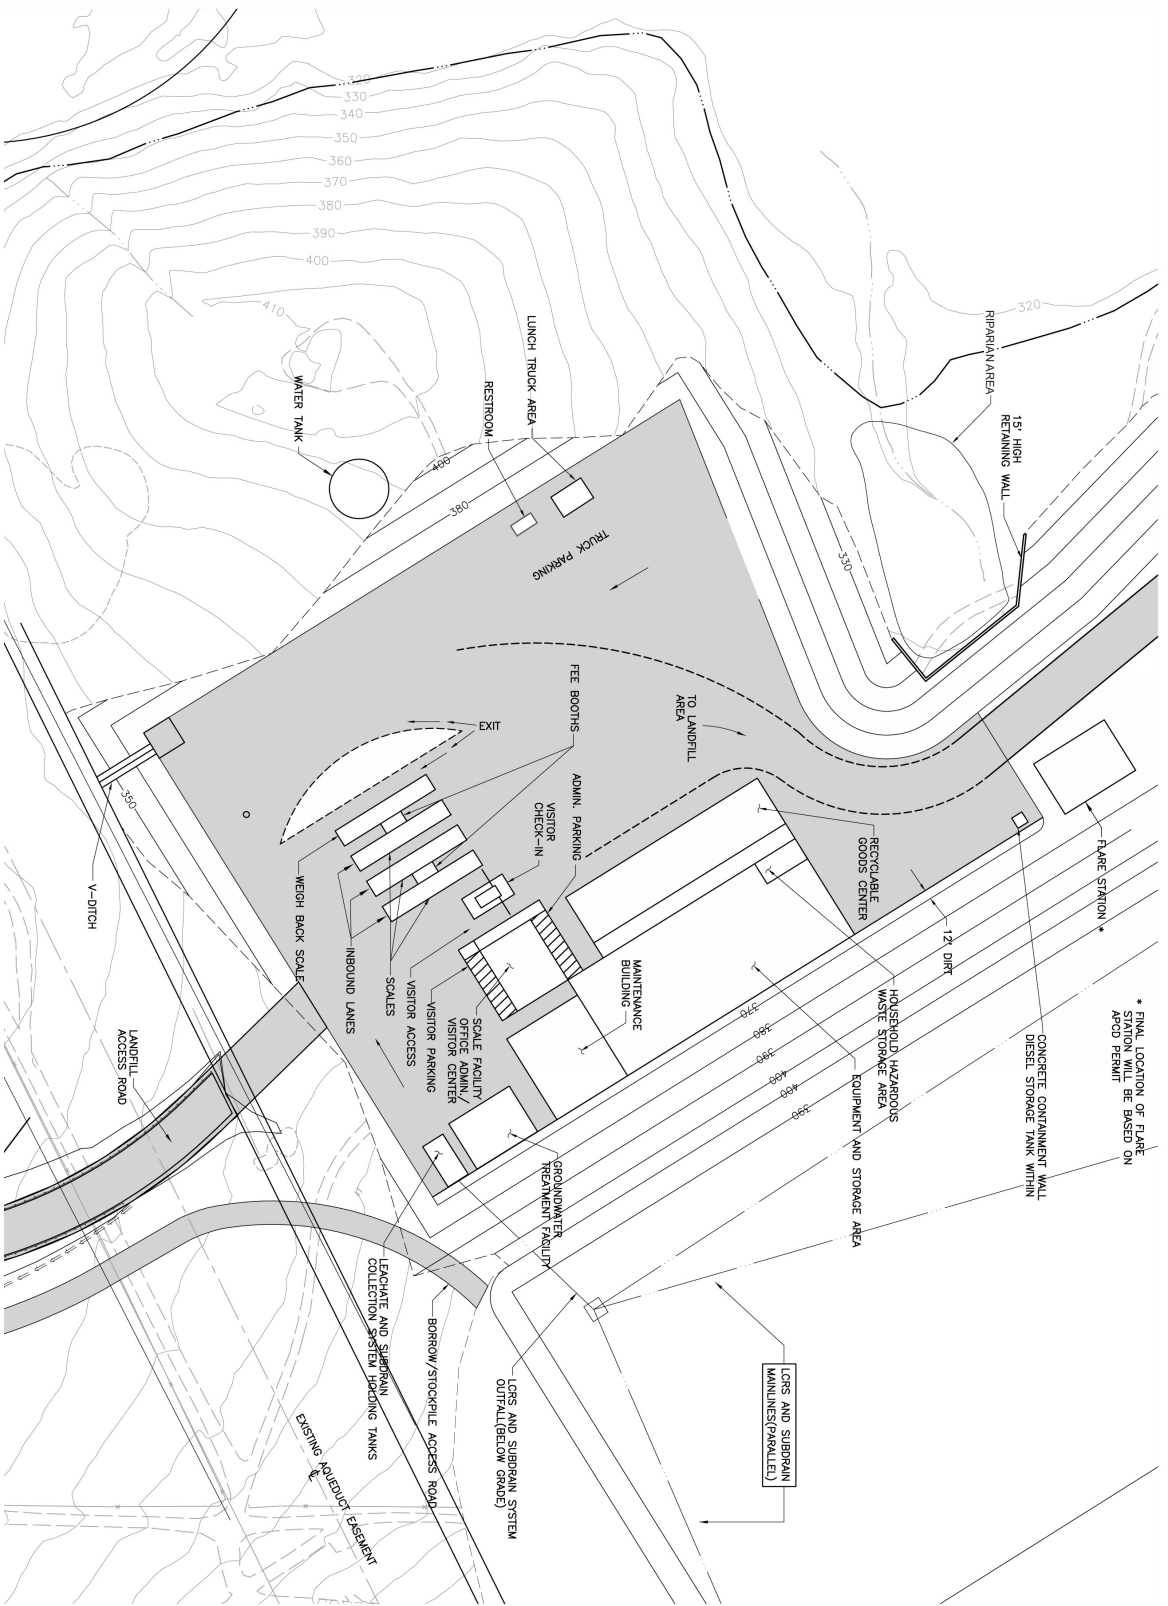 320
330
340
350
360
370
380
390
400
410
320
RIPARIAN AREA
15' HIGH
RETAINING WALL
330
LUNCH TRUCK AREA
RESTROOM
WATER TANK
400
380
TRUCK PARKING
FEE BOOTHS
TO LANDFILL
AREA
EXIT
ADMIN. PARKING
VISITOR
CHECK-IN
RECYCLABLE
GOODS CENTER
FLARE STATION *
12' DIRT
350
V-DITCH
WEIGH BACK SCALE
INBOUND LANES
SCALES
VISITOR ACCESS
VISITOR PARKING
SCALE FACILITY/
OFFICE ADMIN./
VISITOR CENTER
MAINTENANCE
BUILDING
HOUSEHOLD HAZARDOUS
WASTE STORAGE AREA
EQUIPMENT AND STORAGE AREA
370
380
390
400
400
390
CONCRETE CONTAINMENT WALL
DIESEL STORAGE TANK WITHIN
* FINAL LOCATION OF FLARE
STATION WILL BE BASED ON
APCD PERMIT
LANDFILL
ACCESS ROAD
GROUNDWATER
TREATMENT FACILITY
LEACHATE AND SUBDRAIN
COLLECTION SYSTEM HOLDING TANKS
BORROW/STOCKPILE ACCESS ROAD
LCRS AND SUBDRAIN SYSTEM
OUTFALL(BELOW GRADE)
LCRS AND SUBDRAIN
MAINLINES(PARALLEL)
EXISTING AQUEDUCT EASEMENT
℄